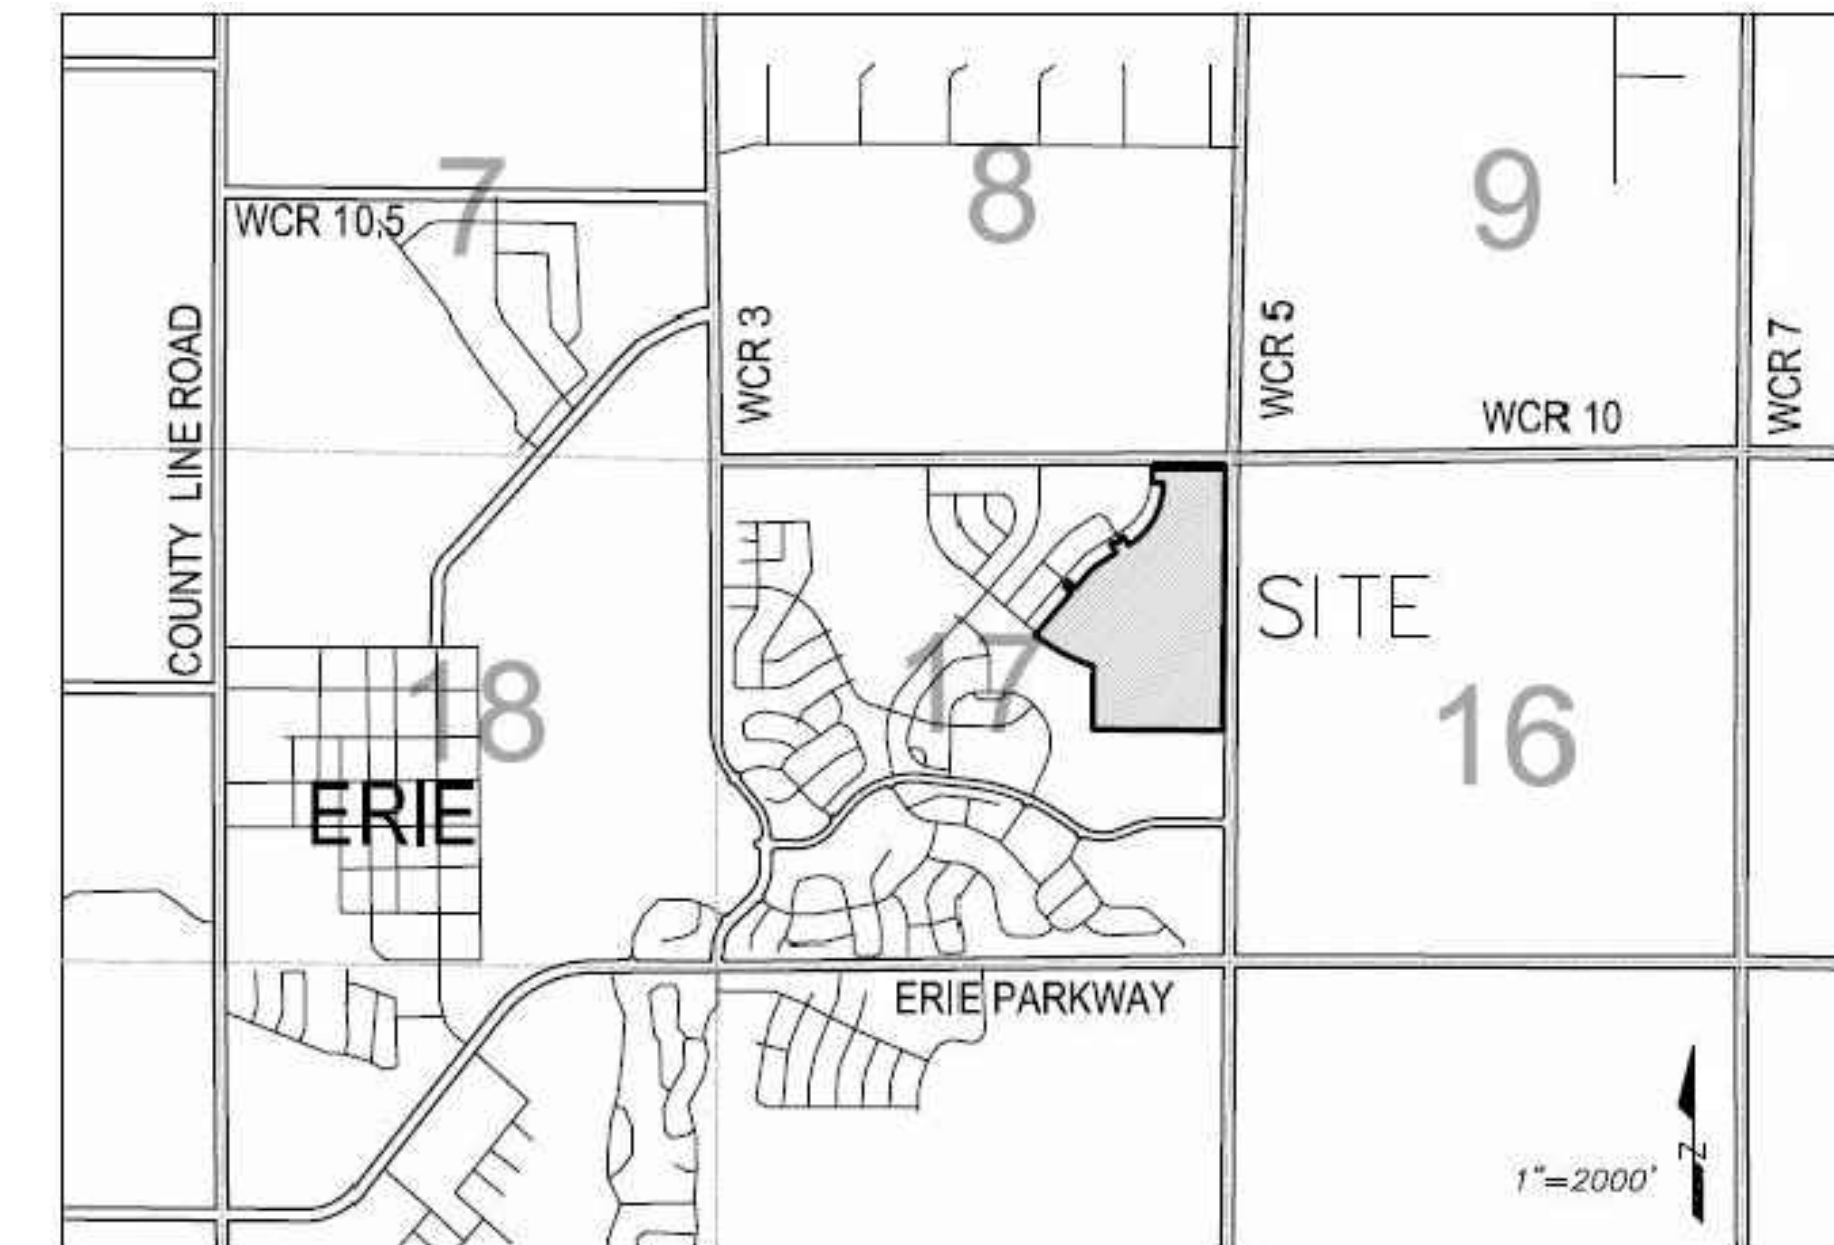 7
8
9
WCR 10.5
COUNTY LINE ROAD
WCR 3
WCR 5
WCR 7
WCR 10
SITE
17
18
16
ERIE
ERIE PARKWAY
N
1"=2000'